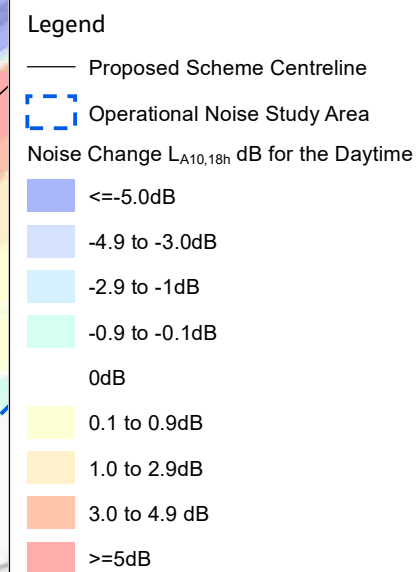 Legend
Proposed Scheme Centreline
Operational Noise Study Area
Noise Change LA10,18h dB for the Daytime
<=-5.0dB
-4.9 to -3.0dB
-2.9 to -1dB
-0.9 to -0.1dB
0dB
0.1 to 0.9dB
1.0 to 2.9dB
3.0 to 4.9 dB
>=5dB